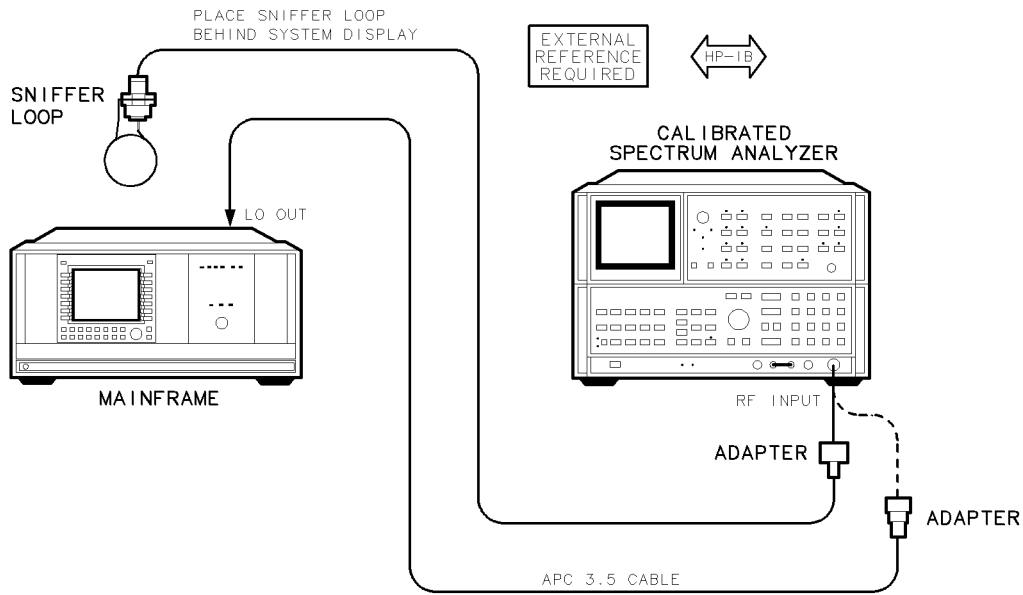 PLACE SNIFFER LOOP
BEHIND SYSTEM DISPLAY
EXTERNAL
REFERENCE
REQUIRED
HP-IB
SNIFFER
LOOP
CALIBRATED
SPECTRUM ANALYZER
LO OUT
MAINFRAME
RF INPUT
ADAPTER
ADAPTER
APC 3.5 CABLE